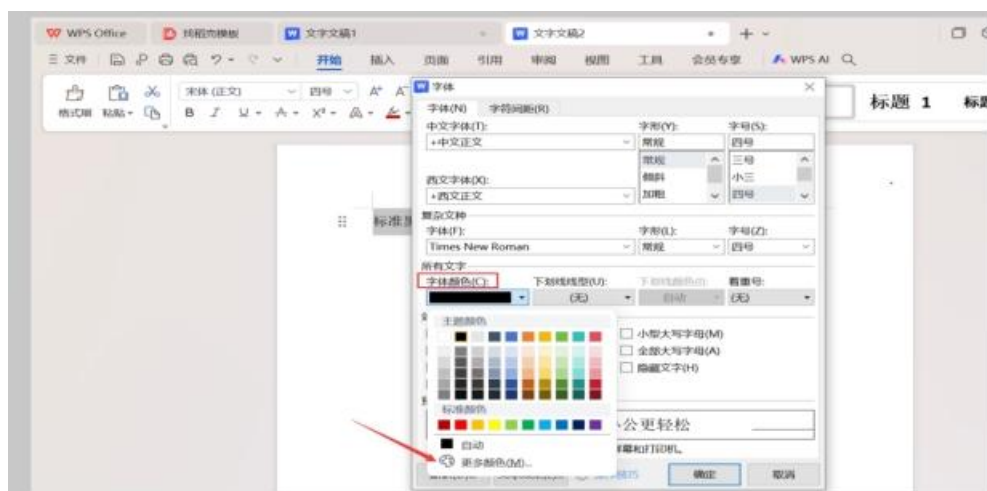 WPS Office 找稻壳模板 文字文稿1 文字文稿2
文件 开始 插入 页面 引用 审阅 视图 工具 会员专享 WPS AI
格式刷 粘贴 宋体 (正文) 四号 标题 1 标题
字体
字体(N) 字符间距(R)
中文字体(T): 字形(Y): 字号(S):
+中文正文 常规 四号
常规 三号
倾斜 小三
西文字体(X):
+西文正文 加粗 四号
复杂文种
字体(F): 字形(L): 字号(Z):
Times New Roman 常规 四号
所有文字
字体颜色(C): 下划线线型(U): 下划线颜色(I): 着重号:
(无) 自动 (无)
主题颜色
小型大写字母(M)
全部大写字母(A)
隐藏文字(H)
标准颜色
公更轻松
自动
更多颜色(M)...
确定 取消
标准